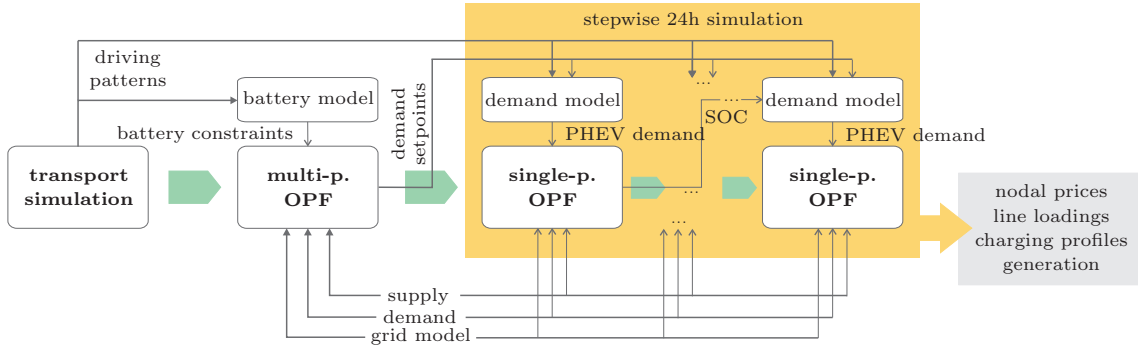 stepwise 24h simulation
driving
patterns
battery model
demand model
...
...
demand model
SOC
battery constraints
demand
setpoints
PHEV demand
PHEV demand
transport
simulation
multi-p.
OPF
single-p.
OPF
...
...
single-p.
OPF
nodal prices
line loadings
charging profiles
generation
supply
demand
grid model